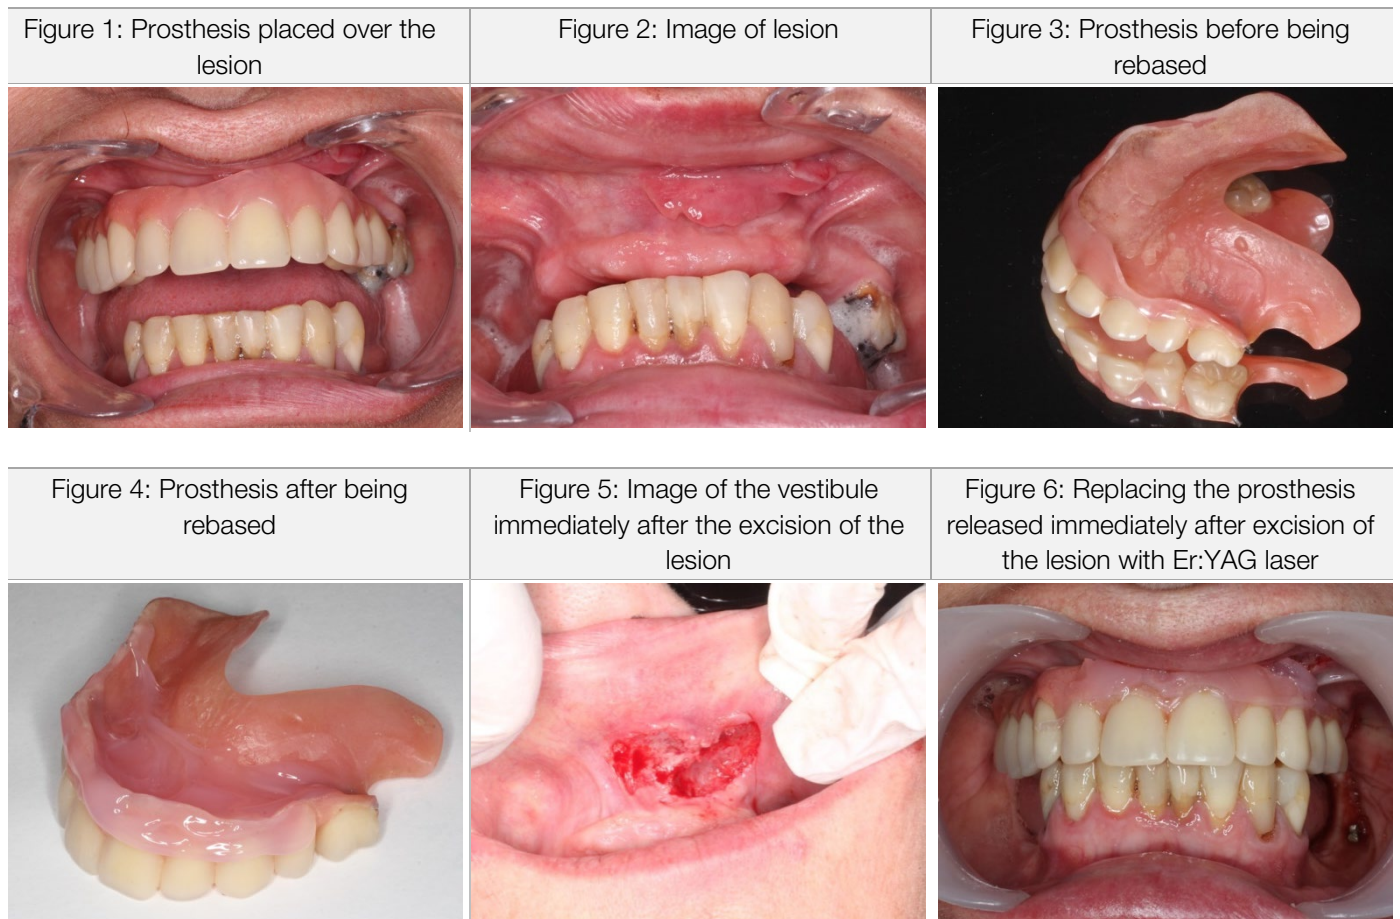 Figure 1: Prosthesis placed over the
lesion
Figure 2: Image of lesion
Figure 3: Prosthesis before being
rebased
Figure 4: Prosthesis after being
rebased
Figure 5: Image of the vestibule
immediately after the excision of the
lesion
Figure 6: Replacing the prosthesis
released immediately after excision of
the lesion with Er:YAG laser